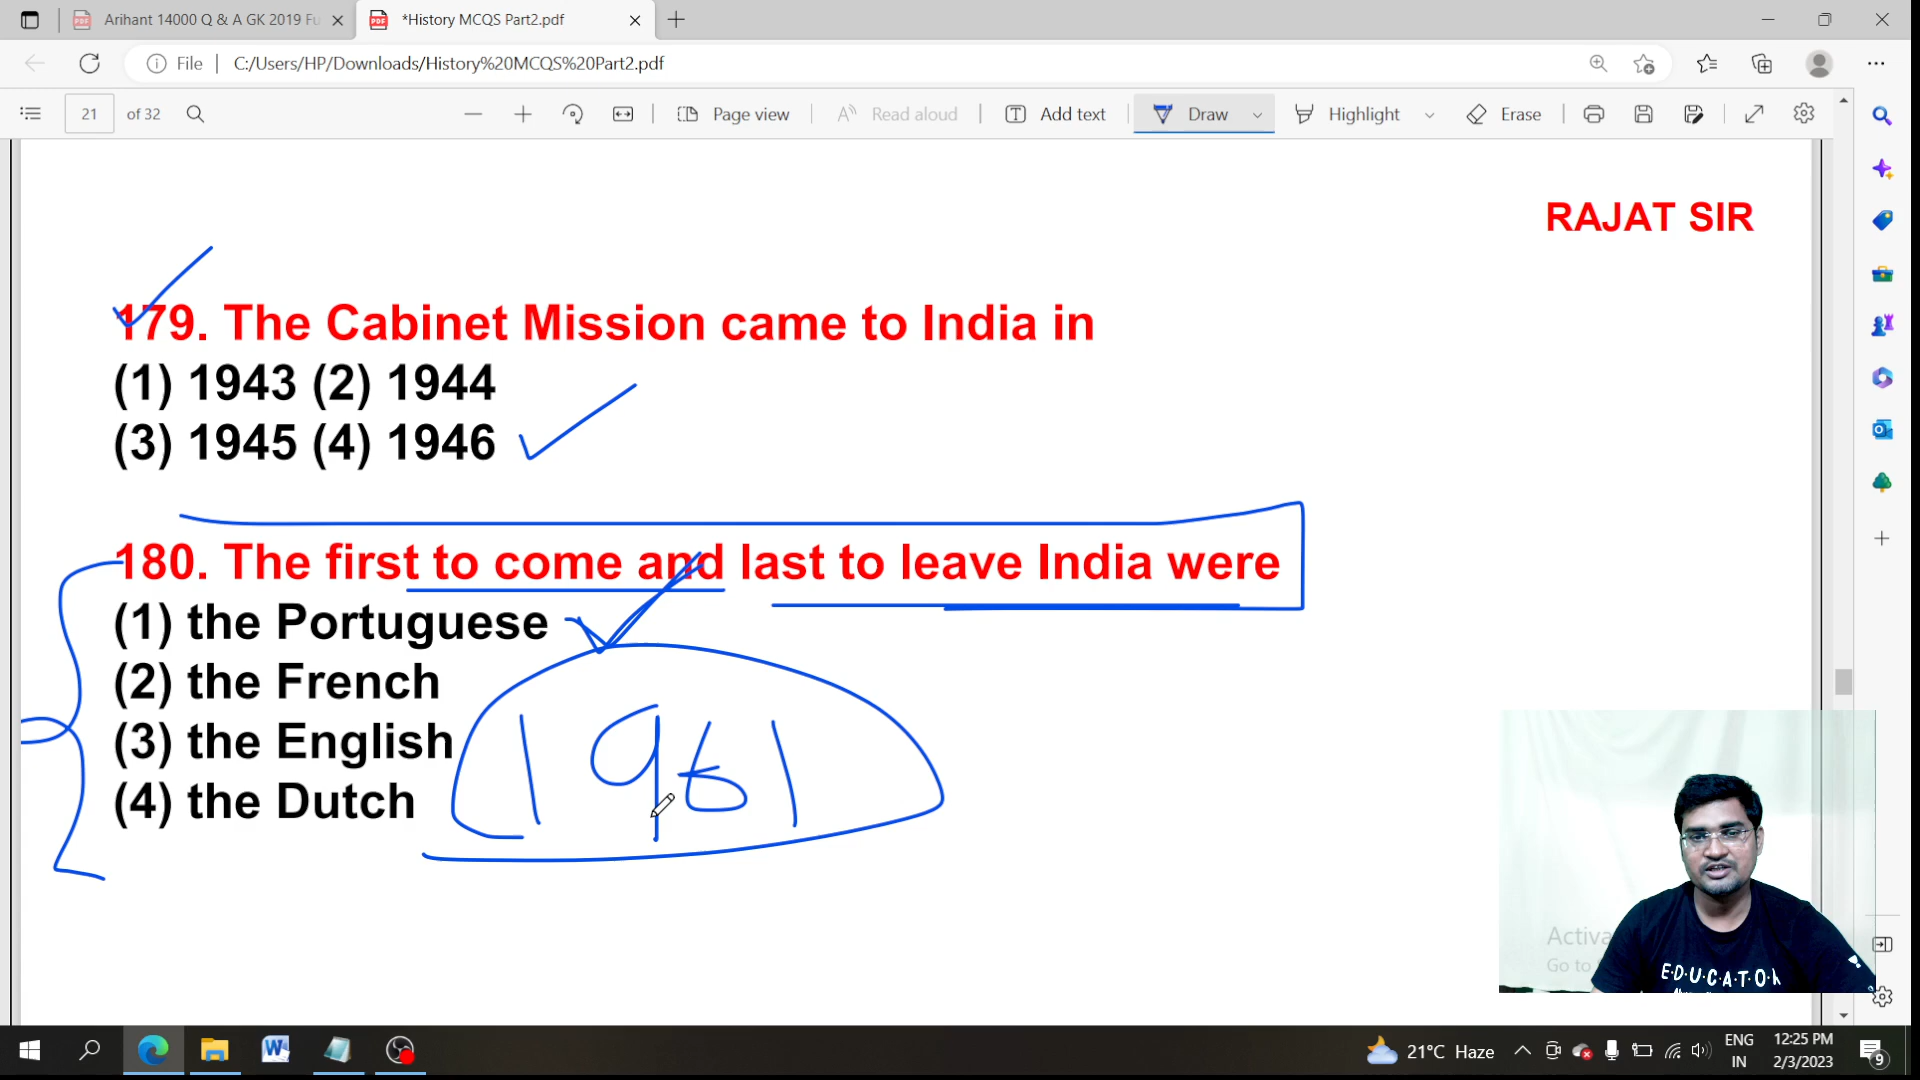 Arihant 14000 Q & A GK 2019 Fu
*History MCQS Part2.pdf
File
C:/Users/HP/Downloads/History%20MCQS%20Part2.pdf
21 of 32
Page view
Read aloud
Add text
Draw
Highlight
Erase
RAJAT SIR
179. The Cabinet Mission came to India in
(1) 1943 (2) 1944
(3) 1945 (4) 1946
180. The first to come and last to leave India were
(1) the Portuguese
(2) the French
(3) the English
(4) the Dutch
1961
Activa
Go to
E·D·U·C·A·T·O·R
21°C Haze
ENG
IN
12:25 PM
2/3/2023
9